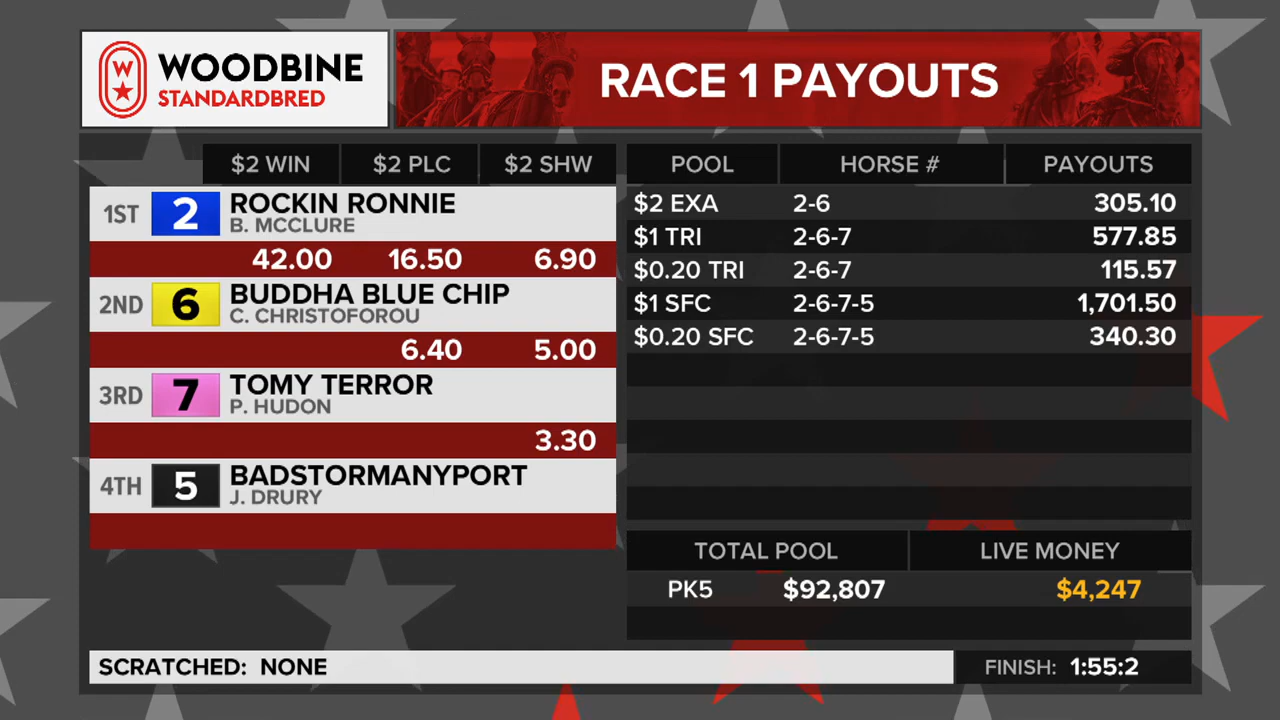 W
WOODBINE
STANDARDBRED
RACE 1 PAYOUTS
$2 WIN $2 PLC $2 SHW
1ST 2 ROCKIN RONNIE
B. MCCLURE
42.00 16.50 6.90
2ND 6 BUDDHA BLUE CHIP
C. CHRISTOFOROU
6.40 5.00
3RD 7 TOMY TERROR
P. HUDON
3.30
4TH 5 BADSTORMANYPORT
J. DRURY
POOL HORSE # PAYOUTS
$2 EXA 2-6 305.10
$1 TRI 2-6-7 577.85
$0.20 TRI 2-6-7 115.57
$1 SFC 2-6-7-5 1,701.50
$0.20 SFC 2-6-7-5 340.30
TOTAL POOL LIVE MONEY
PK5 $92,807 $4,247
SCRATCHED: NONE
FINISH: 1:55:2